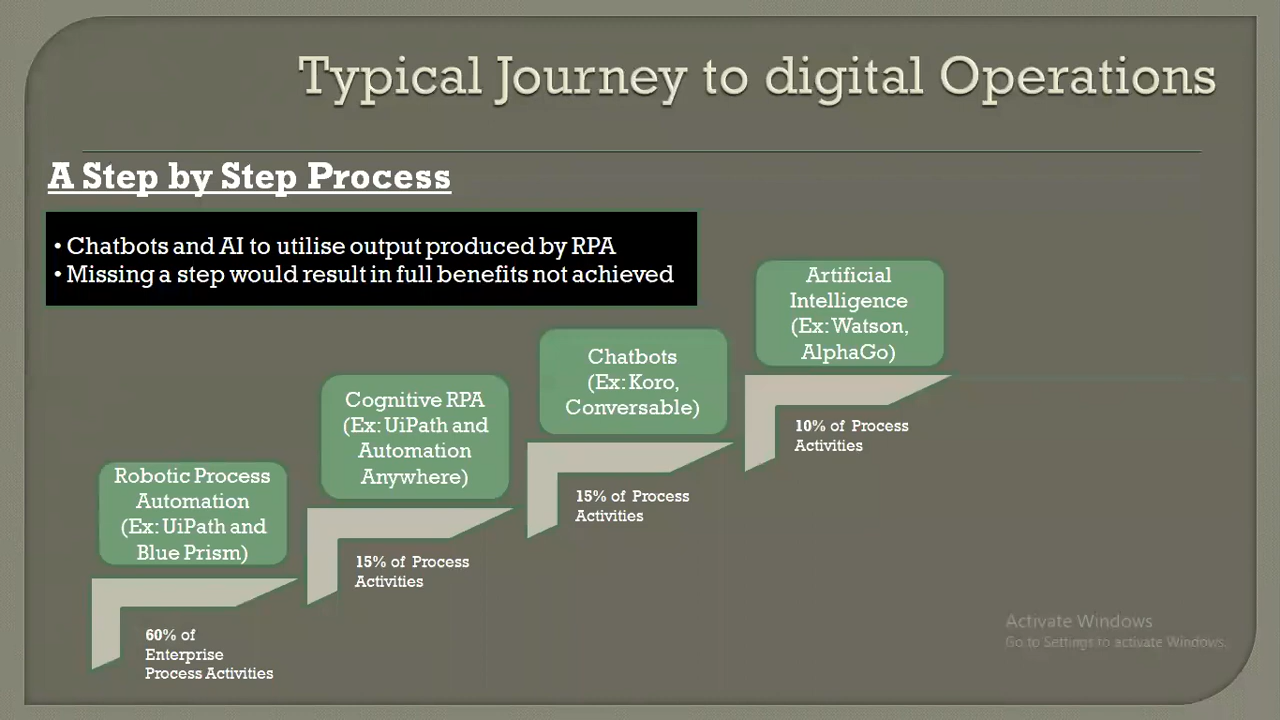 Typical Journey to digital Operations
A Step by Step Process
• Chatbots and AI to utilise output produced by RPA
• Missing a step would result in full benefits not achieved
Robotic Process
Automation
(Ex: UiPath and
Blue Prism)
60% of
Enterprise
Process Activities
Cognitive RPA
(Ex: UiPath and
Automation
Anywhere)
15% of Process
Activities
Chatbots
(Ex: Koro,
Conversable)
15% of Process
Activities
Artificial
Intelligence
(Ex: Watson,
AlphaGo)
10% of Process
Activities
Activate Windows
Go to Settings to activate Windows.